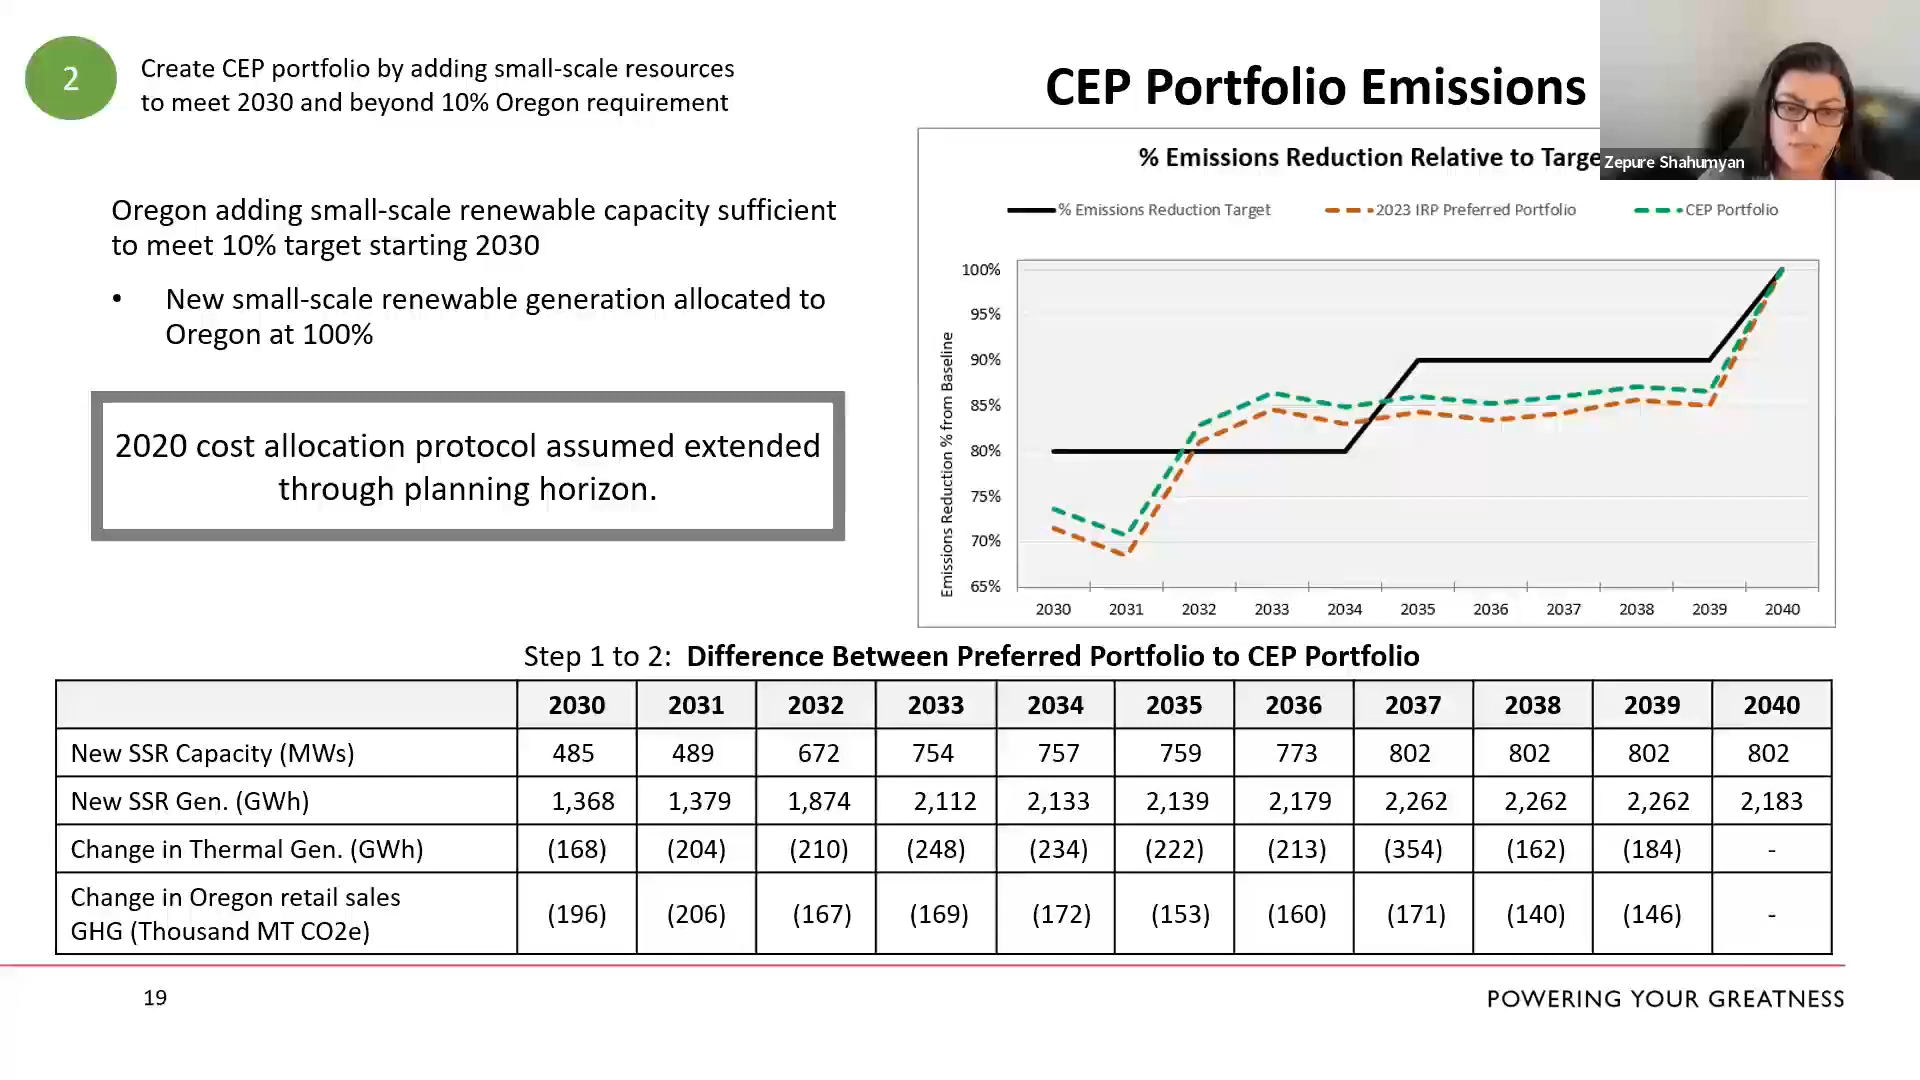 2
Create CEP portfolio by adding small-scale resources
to meet 2030 and beyond 10% Oregon requirement
CEP Portfolio Emissions
Zepure Shahumyan
Oregon adding small-scale renewable capacity sufficient
to meet 10% target starting 2030
• New small-scale renewable generation allocated to
Oregon at 100%
2020 cost allocation protocol assumed extended
through planning horizon.
% Emissions Reduction Relative to Targe
% Emissions Reduction Target 2023 IRP Preferred Portfolio CEP Portfolio
Emissions Reduction % from Baseline
100%
95%
90%
85%
80%
75%
70%
65%
2030 2031 2032 2033 2034 2035 2036 2037 2038 2039 2040
Step 1 to 2: Difference Between Preferred Portfolio to CEP Portfolio
2030 2031 2032 2033 2034 2035 2036 2037 2038 2039 2040
New SSR Capacity (MWs) 485 489 672 754 757 759 773 802 802 802 802
New SSR Gen. (GWh) 1,368 1,379 1,874 2,112 2,133 2,139 2,179 2,262 2,262 2,262 2,183
Change in Thermal Gen. (GWh) (168) (204) (210) (248) (234) (222) (213) (354) (162) (184) -
Change in Oregon retail sales
GHG (Thousand MT CO2e) (196) (206) (167) (169) (172) (153) (160) (171) (140) (146) -
19
POWERING YOUR GREATNESS